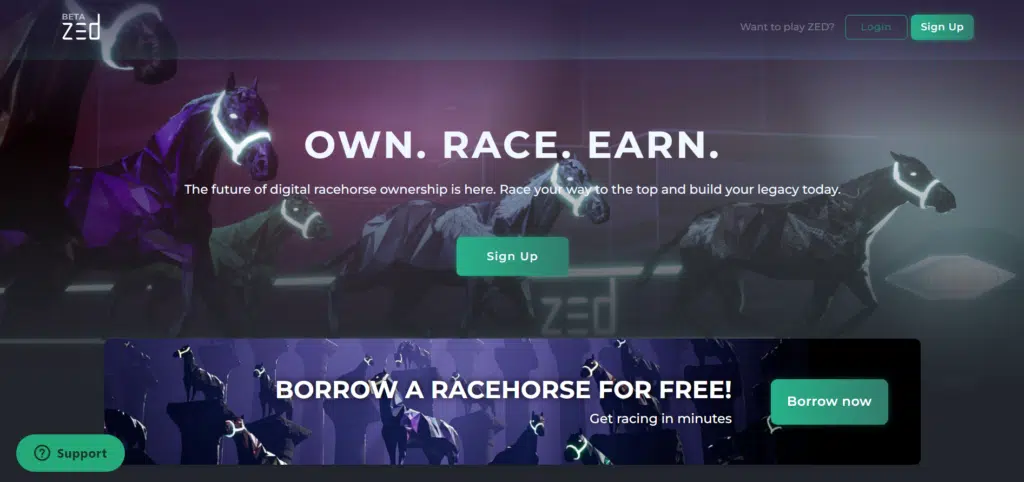 BETA
zed
Want to play ZED?
Login
Sign Up
OWN. RACE. EARN.
The future of digital racehorse ownership is here. Race your way to the top and build your legacy today.
Sign Up
zed
BORROW A RACEHORSE FOR FREE!
Get racing in minutes
Borrow now
? Support